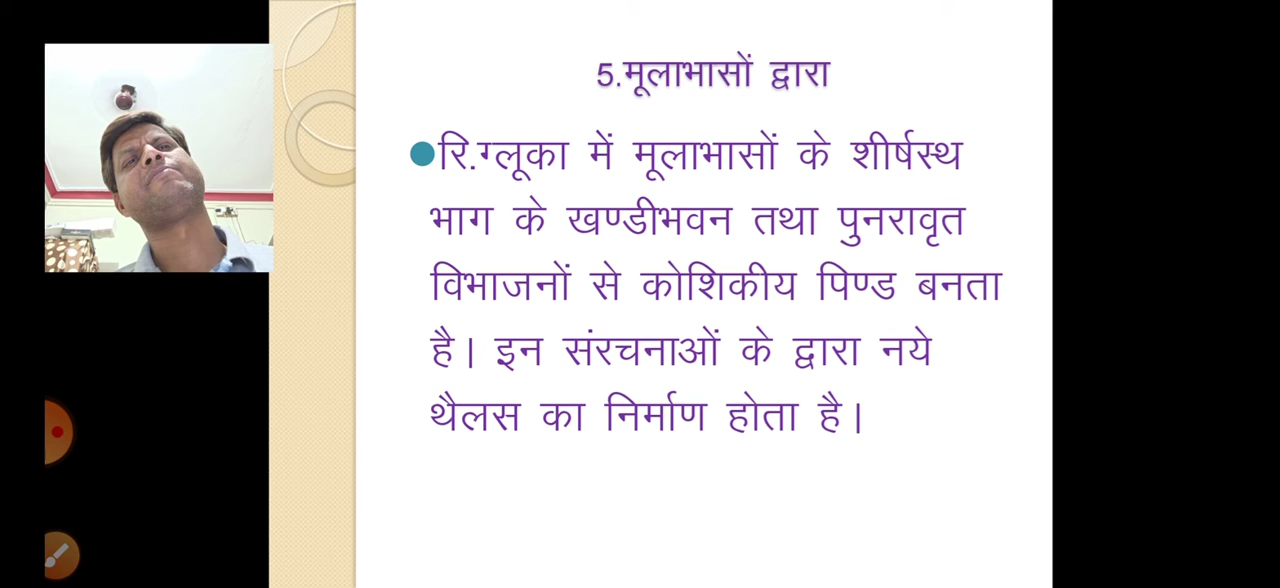 5.मूलाभासों द्वारा
रि.ग्लूका में मूलाभासों के शीर्षस्थ
भाग के खण्डीभवन तथा पुनरावृत
विभाजनों से कोशिकीय पिण्ड बनता
है। इन संरचनाओं के द्वारा नये
थैलस का निर्माण होता है।